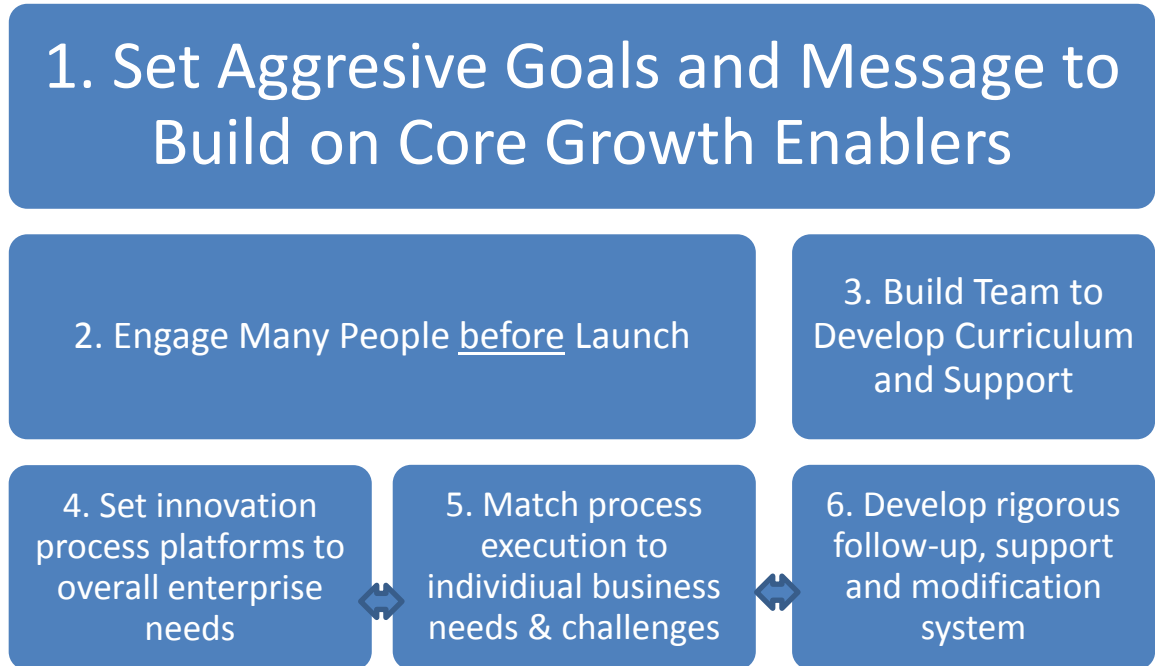 1. Set Aggresive Goals and Message to
Build on Core Growth Enablers
2. Engage Many People before Launch
3. Build Team to
Develop Curriculum
and Support
4. Set innovation
process platforms to
overall enterprise
needs
5. Match process
execution to
individiual business
needs & challenges
6. Develop rigorous
follow-up, support
and modification
system